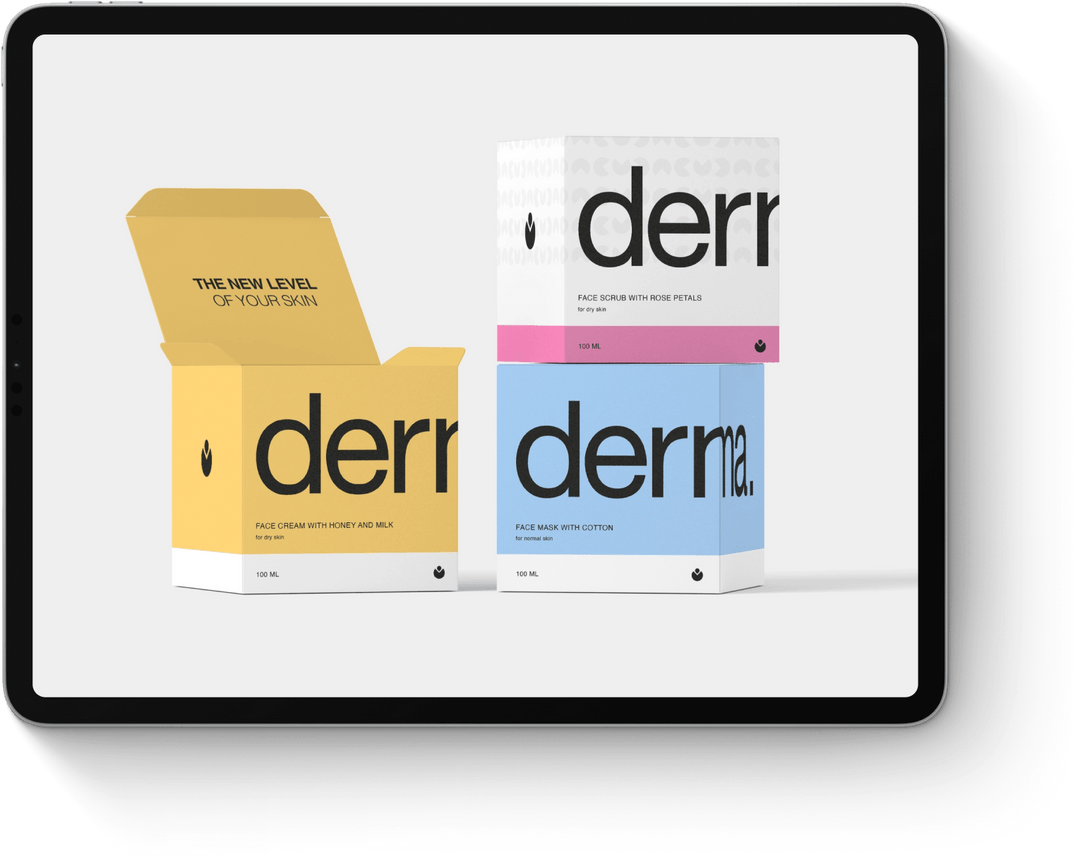 THE NEW LEVEL
OF YOUR SKIN
derr
FACE CREAM WITH HONEY AND MILK
for dry skin
100 ML
derr
FACE SCRUB WITH ROSE PETALS
for dry skin
100 ML
derma.
FACE MASK WITH COTTON
for normal skin
100 ML